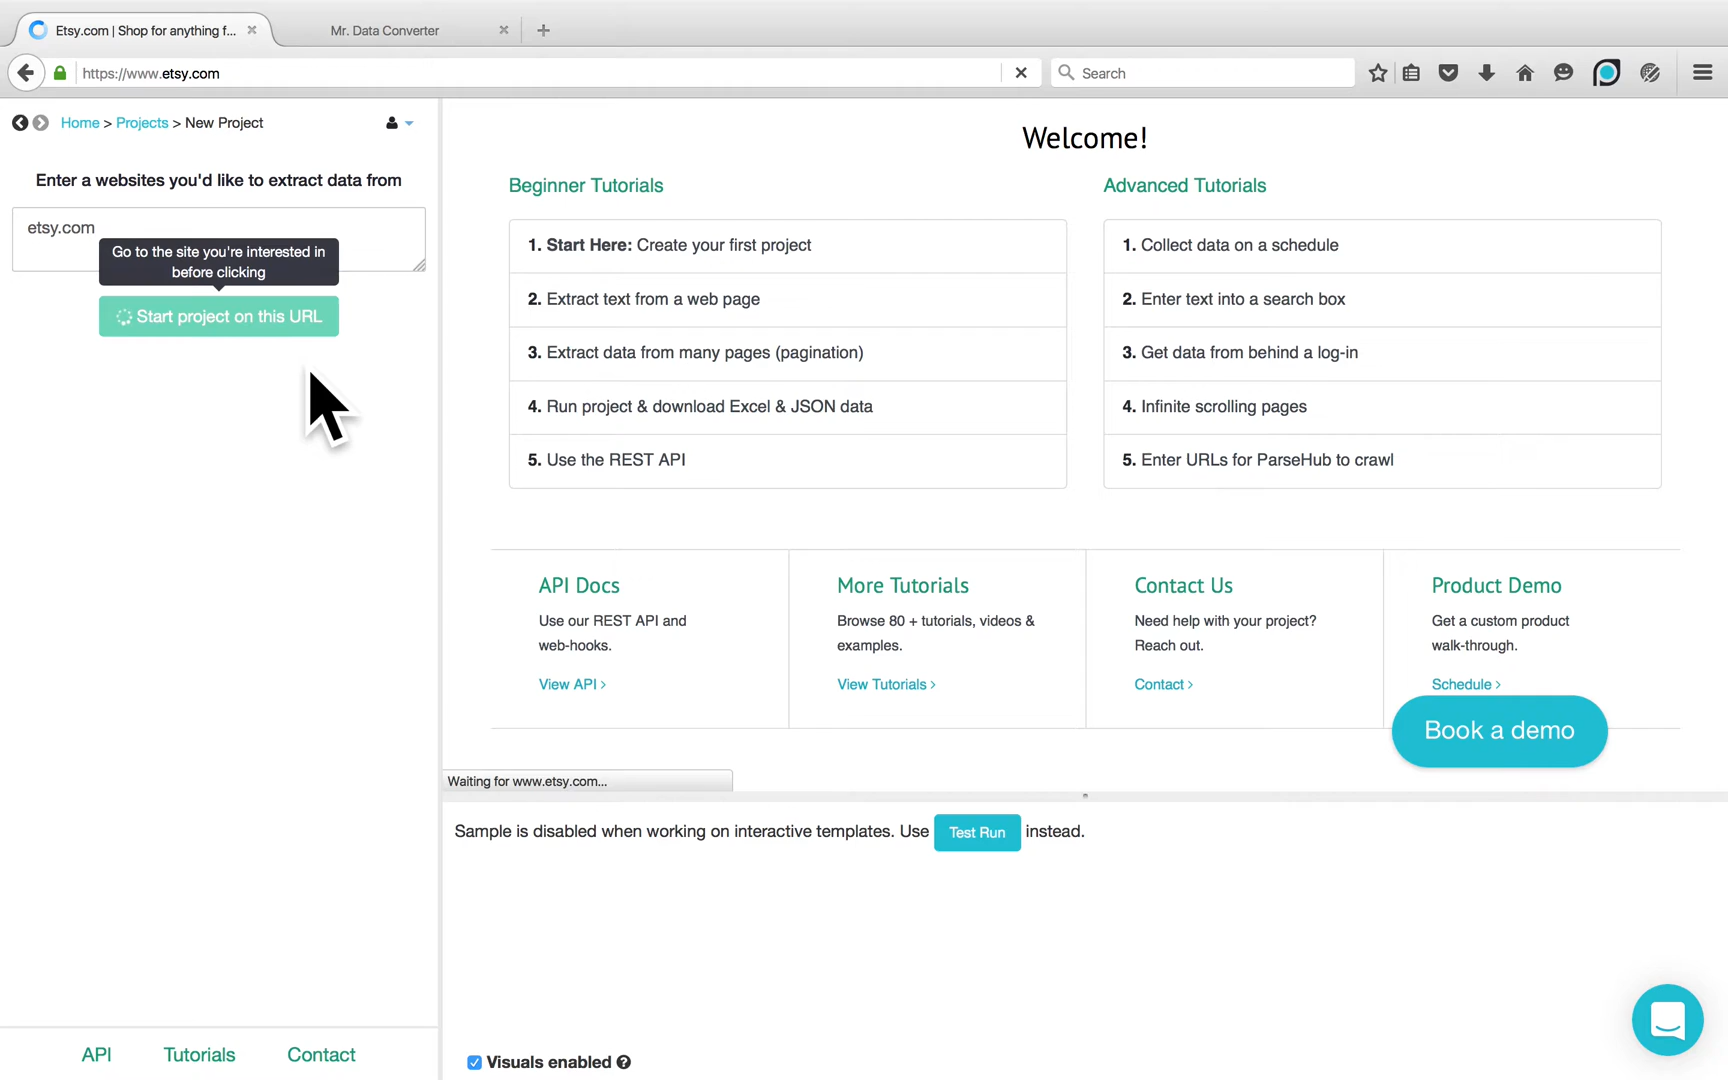 Etsy.com | Shop for anything f...
Mr. Data Converter
https://www.etsy.com
Search
Home > Projects > New Project
Enter a websites you'd like to extract data from
etsy.com
Go to the site you're interested in
before clicking
Start project on this URL
Welcome!
Beginner Tutorials
1. Start Here: Create your first project
2. Extract text from a web page
3. Extract data from many pages (pagination)
4. Run project & download Excel & JSON data
5. Use the REST API
Advanced Tutorials
1. Collect data on a schedule
2. Enter text into a search box
3. Get data from behind a log-in
4. Infinite scrolling pages
5. Enter URLs for ParseHub to crawl
API Docs
Use our REST API and
web-hooks.
View API >
More Tutorials
Browse 80 + tutorials, videos &
examples.
View Tutorials >
Contact Us
Need help with your project?
Reach out.
Contact >
Product Demo
Get a custom product
walk-through.
Schedule >
Book a demo
Waiting for www.etsy.com...
Sample is disabled when working on interactive templates. Use Test Run instead.
Visuals enabled ?
API Tutorials Contact